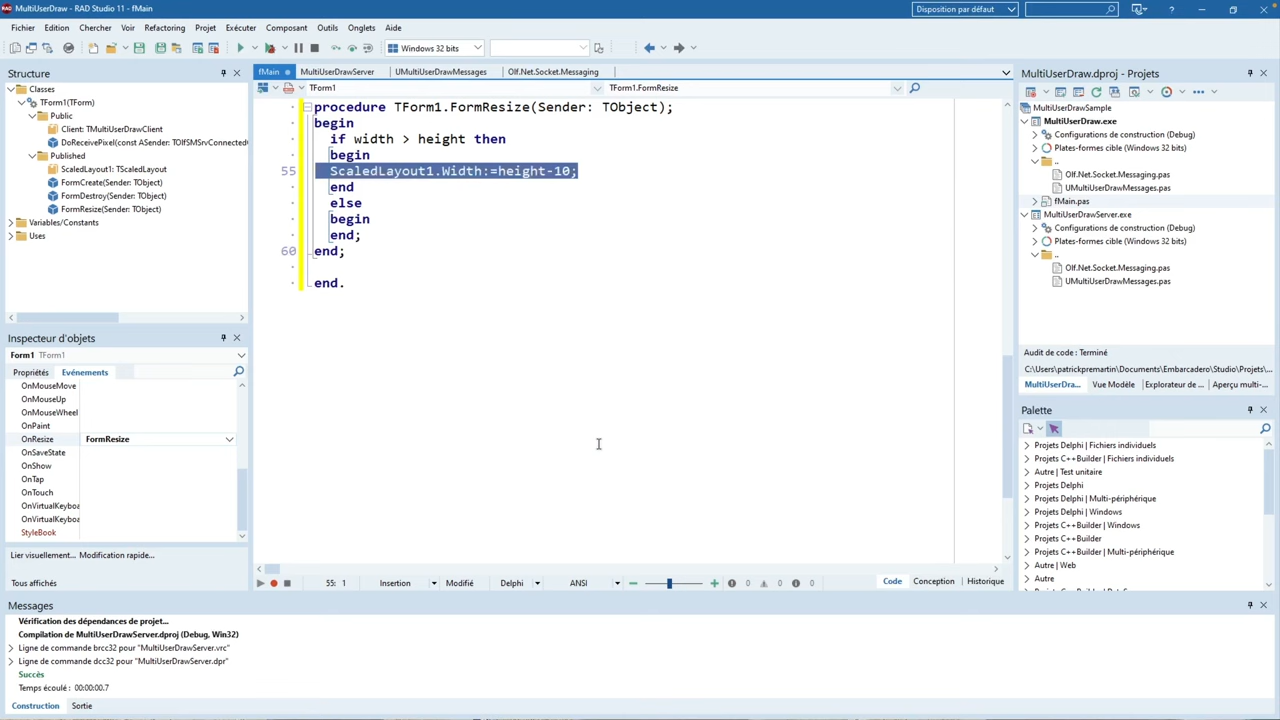 MultiUserDraw - RAD Studio 11 - fMain
Disposition par défaut
Fichier Edition Chercher Voir Refactoring Projet Exécuter Composant Outils Onglets Aide
Windows 32 bits
Structure
Classes
TForm1(TForm)
Public
Client: TMultiUserDrawClient
DoReceivePixel(const ASender: TOlfSMSrvConnected
Published
ScaledLayout1: TScaledLayout
FormCreate(Sender: TObject)
FormDestroy(Sender: TObject)
FormResize(Sender: TObject)
Variables/Constants
Uses
Inspecteur d'objets
Form1 TForm1
Propriétés Evénements
OnMouseMove
OnMouseUp
OnMouseWheel
OnPaint
OnResize FormResize
OnSaveState
OnShow
OnTap
OnTouch
OnVirtualKeyboa
OnVirtualKeyboa
StyleBook
Lier visuellement... Modification rapide...
Tous affichés
fMain MultiUserDrawServer UMultiUserDrawMessages Olf.Net.Socket.Messaging
TForm1 TForm1.FormResize
procedure TForm1.FormResize(Sender: TObject);
begin
if width > height then
begin
55 ScaledLayout1.Width:=height-10;
end
else
begin
end;
60 end;
end.
55: 1 Insertion Modifié Delphi ANSI 0 0 0 Code Conception Historique
MultiUserDraw.dproj - Projets
MultiUserDrawSample
MultiUserDraw.exe
Configurations de construction (Debug)
Plates-formes cible (Windows 32 bits)
..
Olf.Net.Socket.Messaging.pas
UMultiUserDrawMessages.pas
fMain.pas
MultiUserDrawServer.exe
Configurations de construction (Debug)
Plates-formes cible (Windows 32 bits)
..
Olf.Net.Socket.Messaging.pas
UMultiUserDrawMessages.pas
Audit de code : Terminé
C:\Users\patrickpremartin\Documents\Embarcadero\Studio\Projets\...
MultiUserDra... Vue Modèle Explorateur de ... Aperçu multi-...
Palette
Projets Delphi | Fichiers individuels
Projets C++Builder | Fichiers individuels
Autre | Test unitaire
Projets Delphi
Projets Delphi | Multi-périphérique
Projets Delphi | Windows
Projets C++Builder | Windows
Projets C++Builder
Projets C++Builder | Multi-périphérique
Autre | Web
Autre
Messages
Vérification des dépendances de projet...
Compilation de MultiUserDrawServer.dproj (Debug, Win32)
Ligne de commande brcc32 pour "MultiUserDrawServer.vrc"
Ligne de commande dcc32 pour "MultiUserDrawServer.dpr"
Succès
Temps écoulé : 00:00:00.7
Construction Sortie